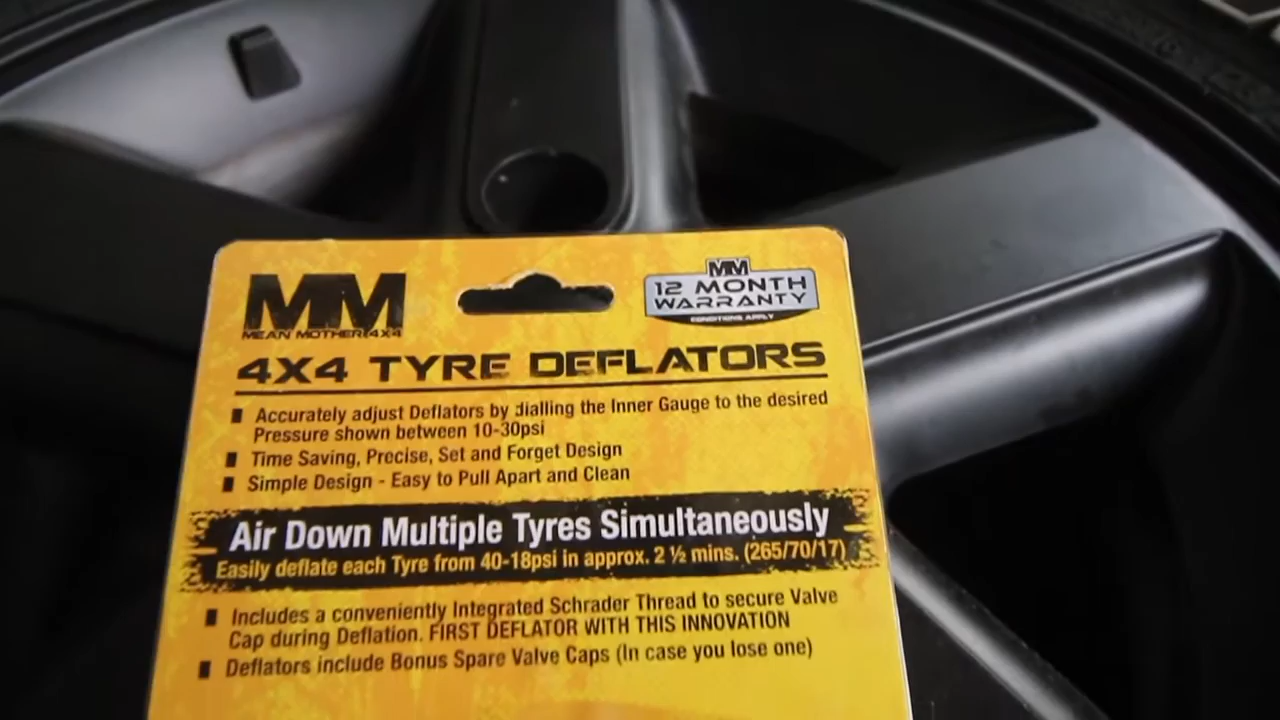 MM
MEAN MOTHER 4X4
MM
12 MONTH
WARRANTY
CONDITIONS APPLY
4X4 TYRE DEFLATORS
Accurately adjust Deflators by dialling the Inner Gauge to the desired
Pressure shown between 10-30psi
Time Saving, Precise, Set and Forget Design
Simple Design - Easy to Pull Apart and Clean
Air Down Multiple Tyres Simultaneously
Easily deflate each Tyre from 40-18psi in approx. 2 ½ mins. (265/70/17)
Includes a conveniently Integrated Schrader Thread to secure Valve
Cap during Deflation. FIRST DEFLATOR WITH THIS INNOVATION
Deflators include Bonus Spare Valve Caps (In case you lose one)